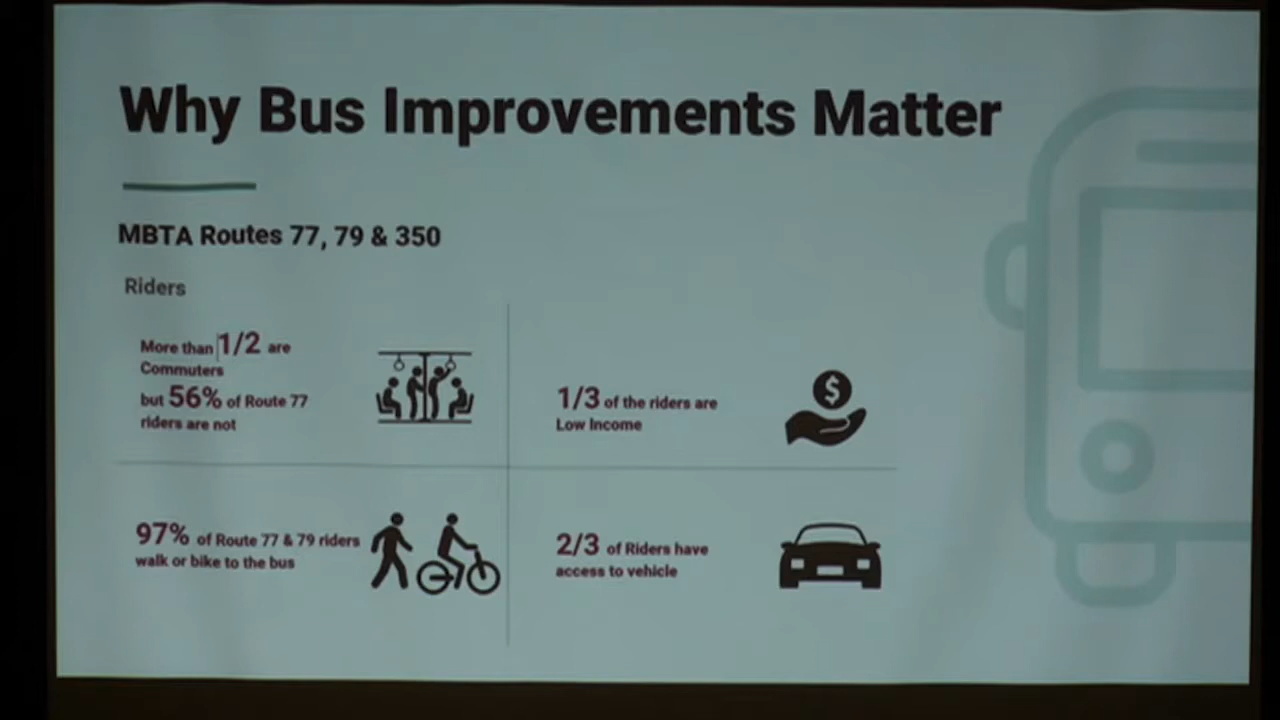 Why Bus Improvements Matter
MBTA Routes 77, 79 & 350
Riders
More than 1/2 are
Commuters
but 56% of Route 77
riders are not
1/3 of the riders are
Low Income
97% of Route 77 & 79 riders
walk or bike to the bus
2/3 of Riders have
access to vehicle
$